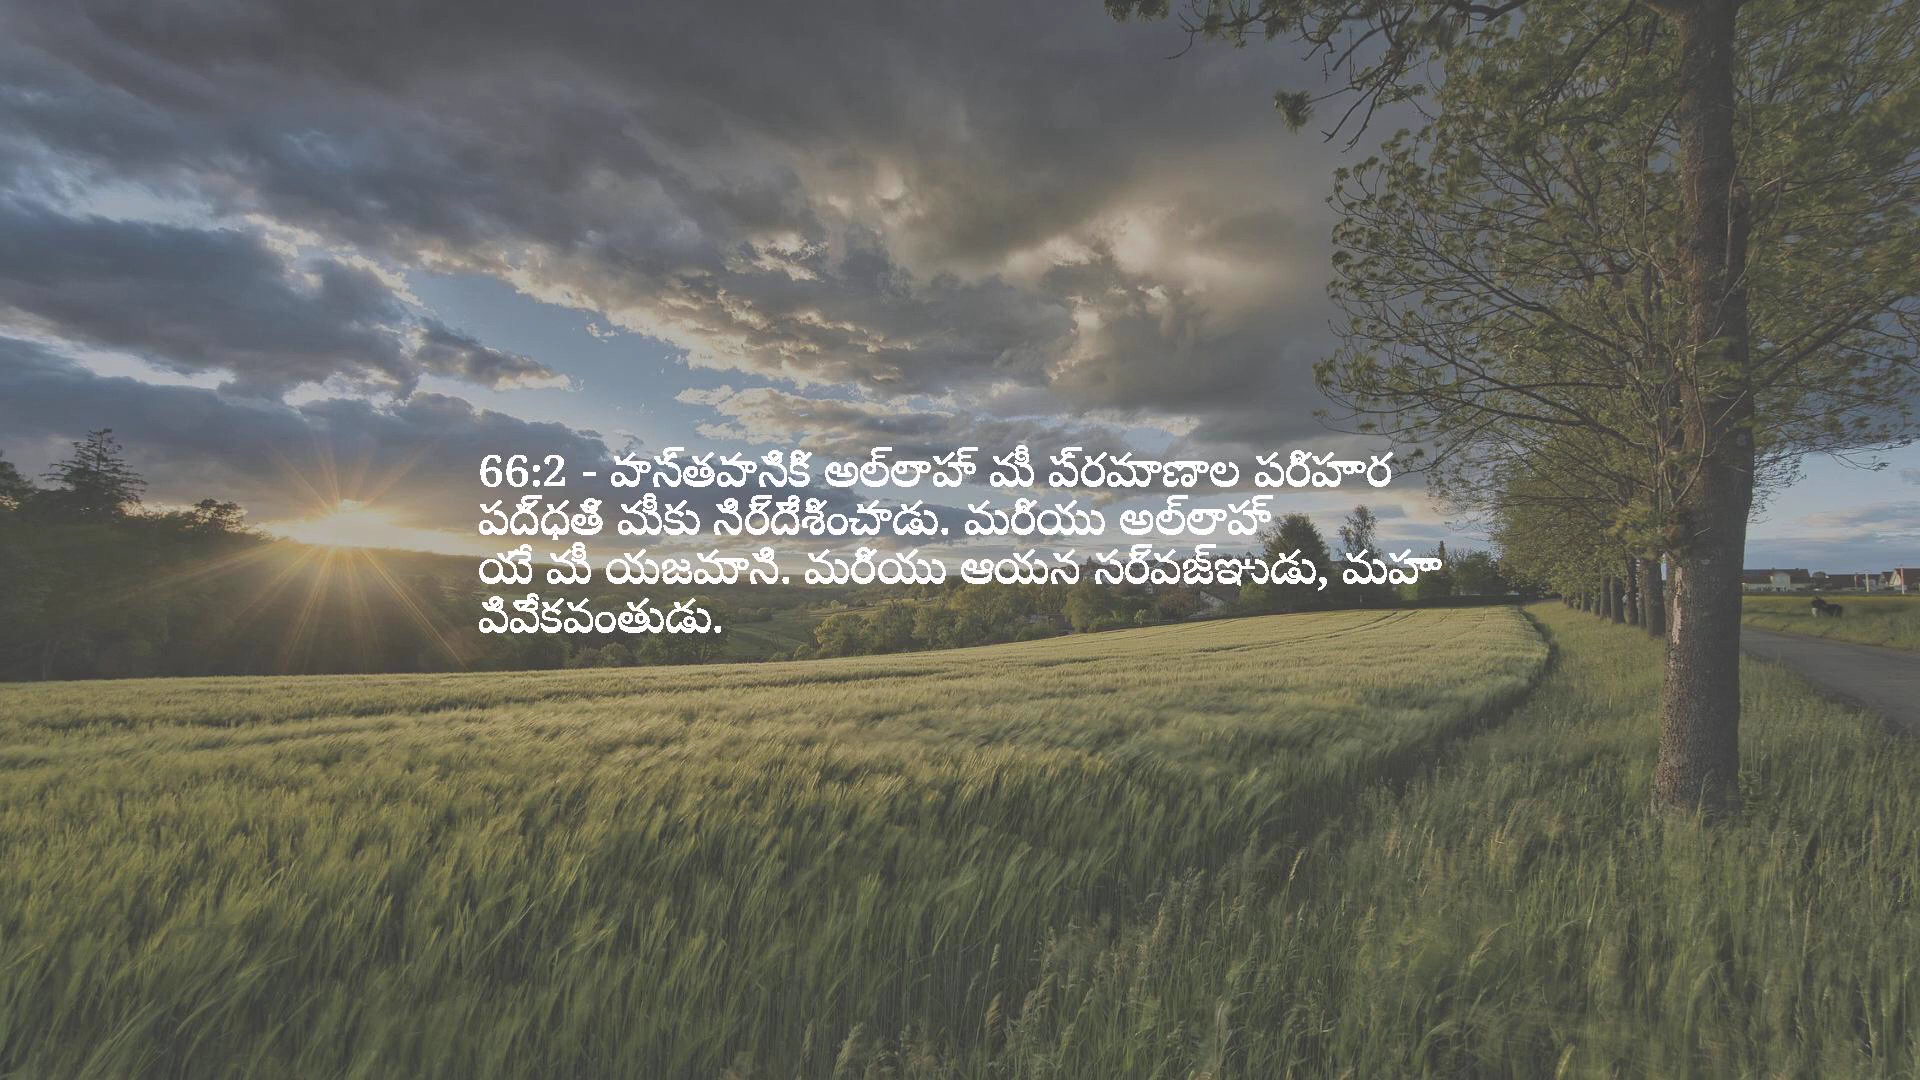 66:2 - వాస్తవానికి అల్లాహ్ మీ ప్రమాణాల పరిహార
పద్ధతి మీకు నిర్దేశించాడు. మరియు అల్లాహ్
యే మీ యజమాని. మరియు ఆయన సర్వజ్ఞుడు, మహా
వివేకవంతుడు.